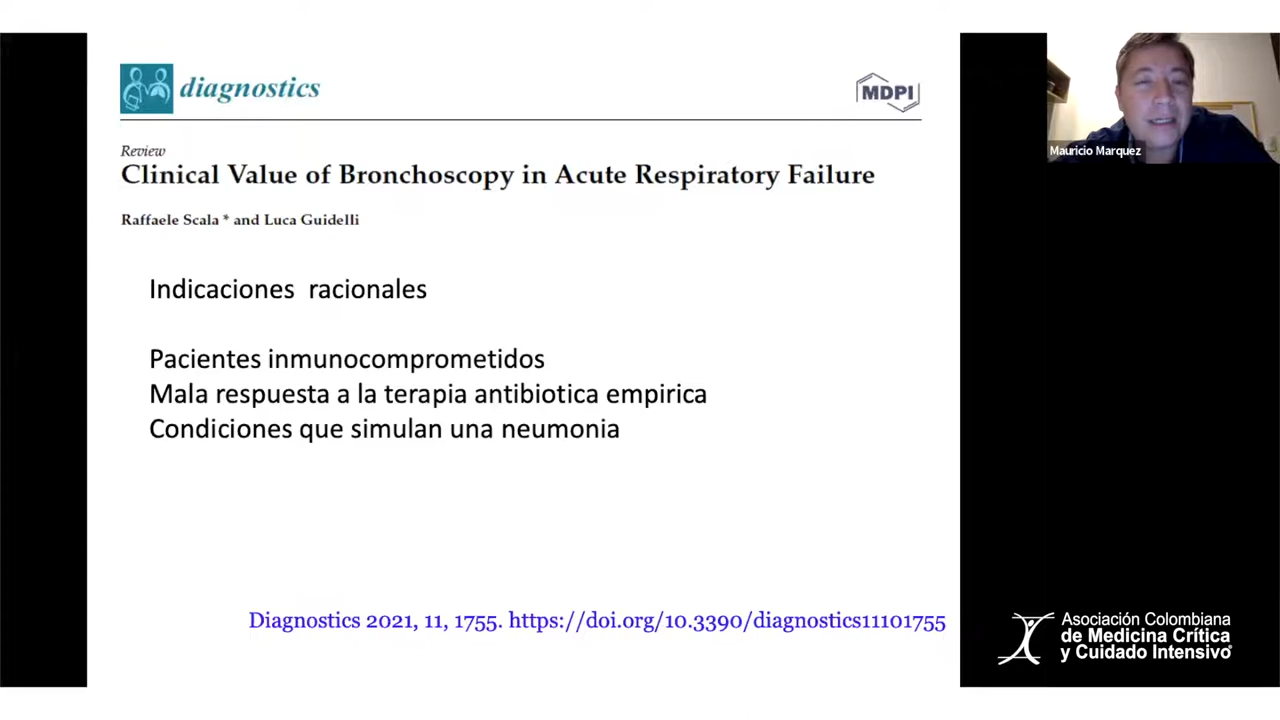 diagnostics
MDPI
Review
Clinical Value of Bronchoscopy in Acute Respiratory Failure
Raffaele Scala * and Luca Guidelli
Indicaciones racionales
Pacientes inmunocomprometidos
Mala respuesta a la terapia antibiotica empirica
Condiciones que simulan una neumonia
Diagnostics 2021, 11, 1755. https://doi.org/10.3390/diagnostics11101755
Mauricio Marquez
Asociación Colombiana
de Medicina Crítica
y Cuidado Intensivo